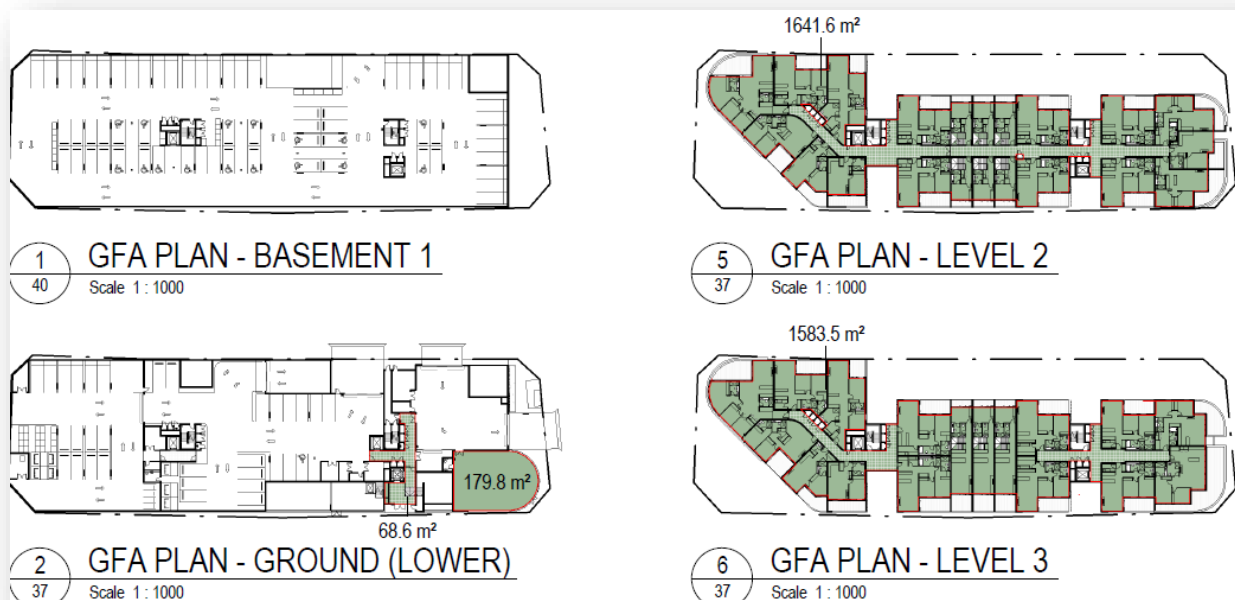 1
40
GFA PLAN - BASEMENT 1
Scale 1 : 1000
1641.6 m²
5
37
GFA PLAN - LEVEL 2
Scale 1 : 1000
179.8 m²
68.6 m²
2
37
GFA PLAN - GROUND (LOWER)
Scale 1 : 1000
1583.5 m²
6
37
GFA PLAN - LEVEL 3
Scale 1 : 1000